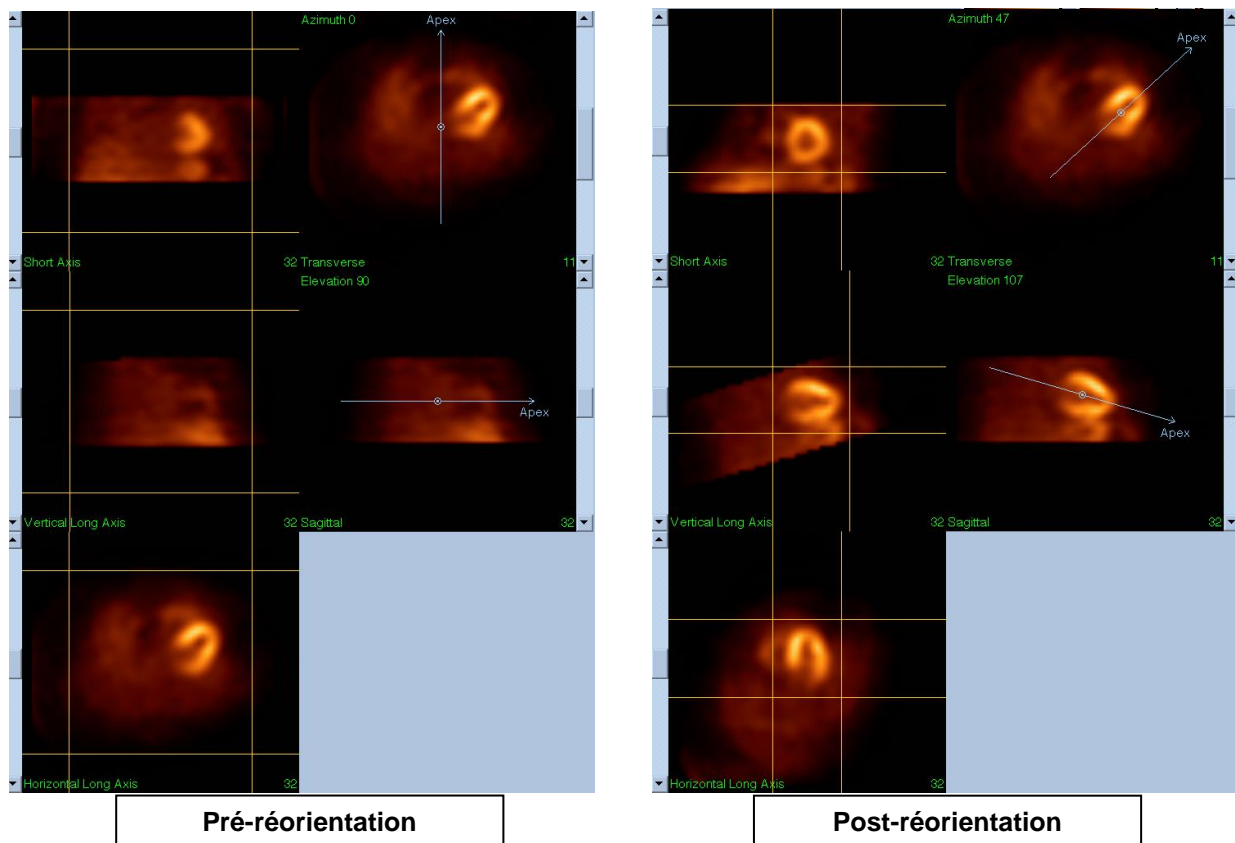 Azimuth 0
Apex
Short Axis
32 Transverse
11
Elevation 90
Apex
Vertical Long Axis
32 Sagittal
32
Horizontal Long Axis
32
Pré-réorientation
Azimuth 47
Apex
Short Axis
32 Transverse
11
Elevation 107
Apex
Vertical Long Axis
32 Sagittal
32
Horizontal Long Axis
32
Post-réorientation